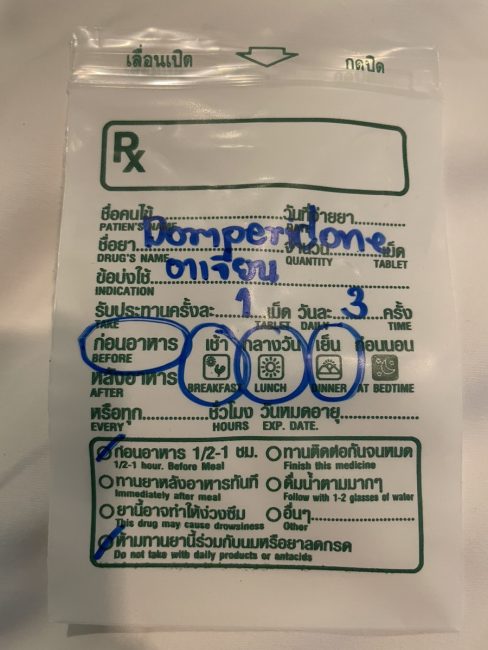 เลื่อนเปิด กดปิด
Rx
ชื่อคนไข้ วันที่จ่ายยา
PATIEN'S NAME
ชื่อยา Domperidone จำนวน เม็ด
DRUG'S NAME QUANTITY TABLET
ข้อบ่งใช้ ตาเจียน
INDICATION
รับประทานครั้งละ 1 เม็ด วันละ 3 ครั้ง
TAKE TABLET DAILY TIME
ก่อนอาหาร เช้า กลางวัน เย็น ก่อนนอน
BEFORE
BREAKFAST LUNCH DINNER AT BEDTIME
หลังอาหาร
AFTER
หรือทุก ชั่วโมง วันหมดอายุ
EVERY HOURS EXP. DATE.
ก่อนอาหาร 1/2-1 ชม. ทานติดต่อกันจนหมด
1/2-1 hour. Before Meal Finish this medicine
ทานยาหลังอาหารทันที ดื่มน้ำตามมากๆ
Immediately after meal Follow with 1-2 glasses of water
ยานี้อาจทำให้ง่วงซึม อื่นๆ
This drug may cause drowsiness Other
ห้ามทานยานี้ร่วมกับนมหรือยาลดกรด
Do not take with daily products or antacids